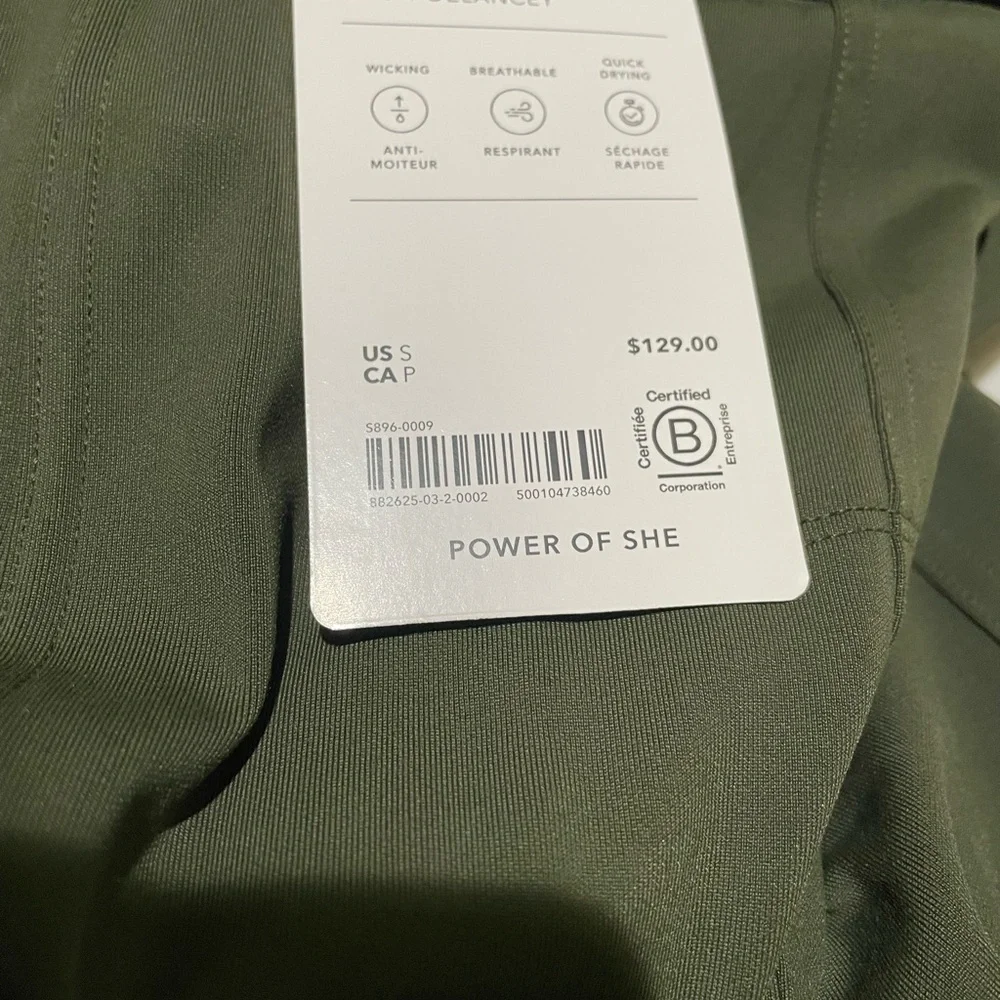 WICKING
BREATHABLE
QUICK
DRYING
ANTI-
MOITEUR
RESPIRANT
SÉCHAGE
RAPIDE
US S
CA P
$129.00
S896-0009
882625-03-2-0002 500104738460
Certified
Certifiée
B
Entreprise
Corporation
POWER OF SHE